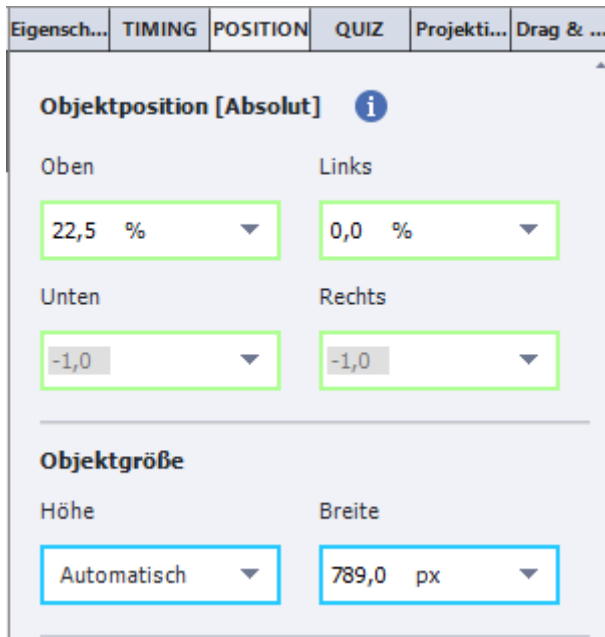 Eigensch... TIMING POSITION QUIZ Projekti... Drag & ...
Objektposition [Absolut] i
Oben Links
22,5 % 0,0 %
Unten Rechts
-1,0 -1,0
Objektgröße
Höhe Breite
Automatisch 789,0 px